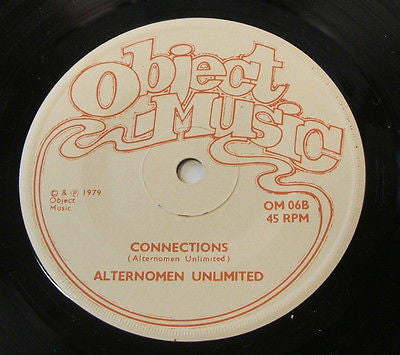 Object
Music
© & ℗ 1979
Object
Music
OM 06B
45 RPM
CONNECTIONS
(Alternomen Unlimited)
ALTERNOMEN UNLIMITED